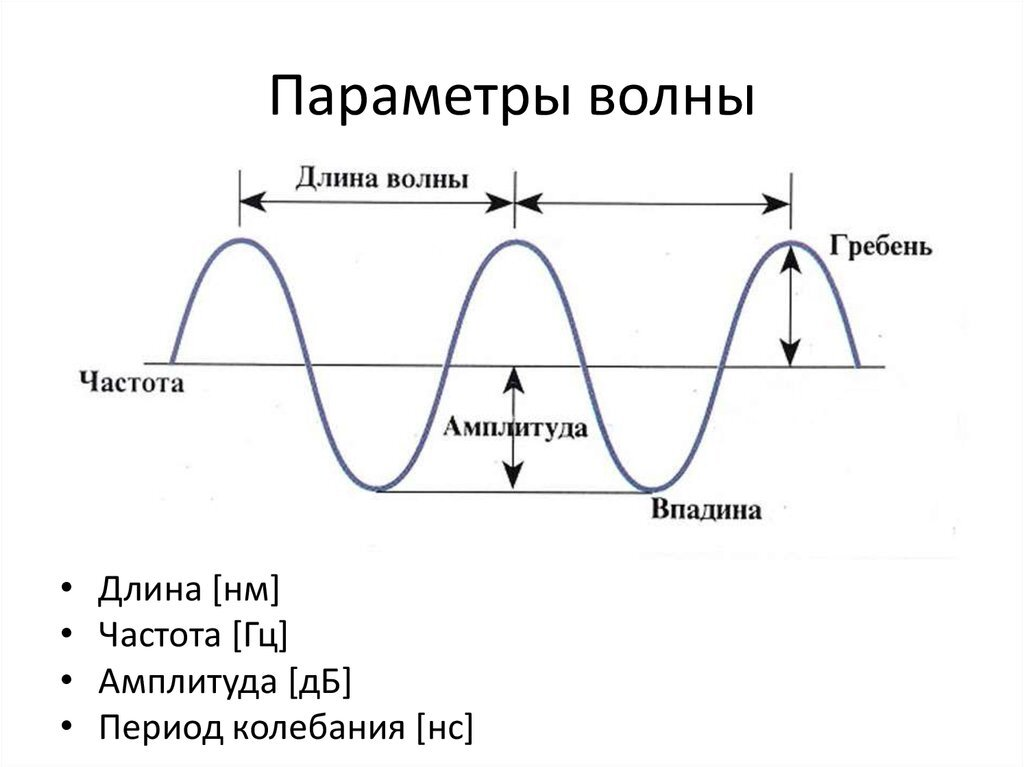 Параметры волны
Длина волны
Гребень
Частота
Амплитуда
Впадина
• Длина [нм]
• Частота [Гц]
• Амплитуда [дБ]
• Период колебания [нс]